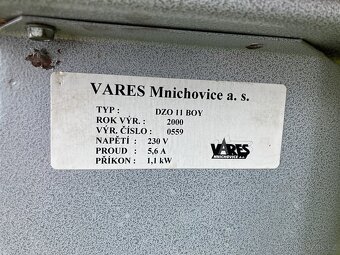 VARES Mnichovice a. s.
TYP : DZO 11 BOY
ROK VÝR. : 2000
VÝR. ČÍSLO : 0559
NAPĚTÍ : 230 V
PROUD : 5,6 A
PŘÍKON : 1,1 kW
VARES
MNICHOVICE a.s.